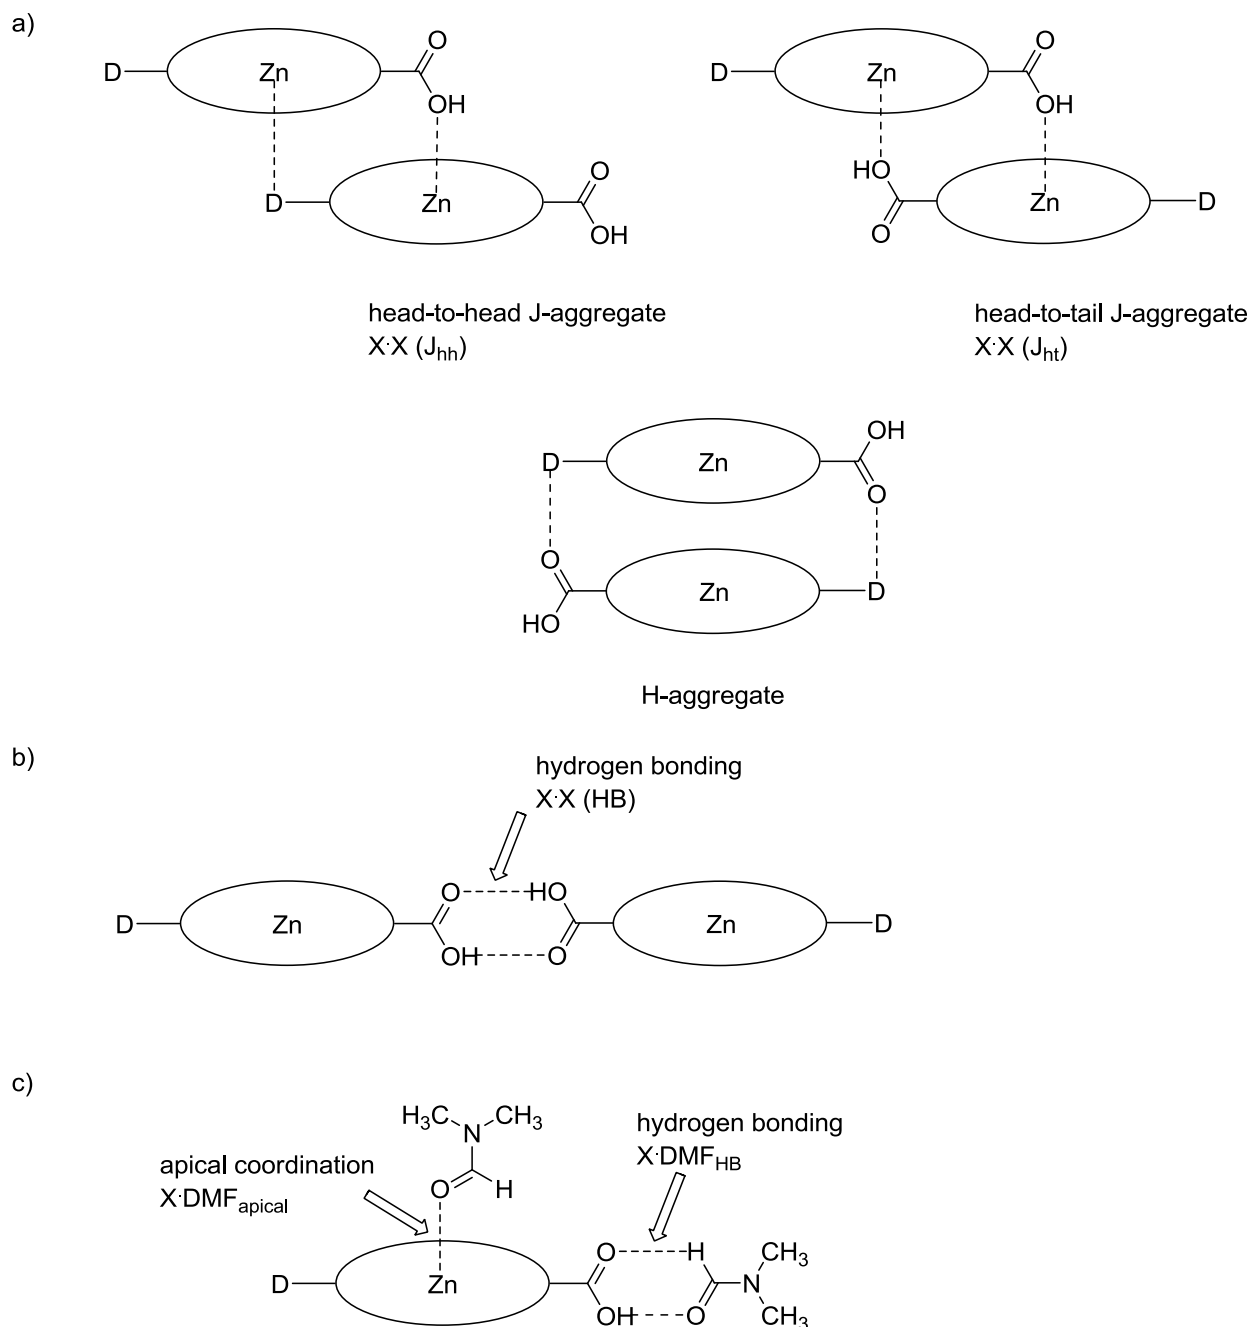 a)
D Zn O OH
D Zn O OH
head-to-head J-aggregate
X·X (Jhh)
D Zn O OH
HO O Zn D
head-to-tail J-aggregate
X·X (Jht)
D Zn OH O
O HO Zn D
H-aggregate
b)
hydrogen bonding
X·X (HB)
D Zn O OH HO O Zn D
c)
H3C CH3
N
O H
apical coordination
X·DMFapical
hydrogen bonding
X·DMFHB
D Zn O OH H O N CH3 CH3